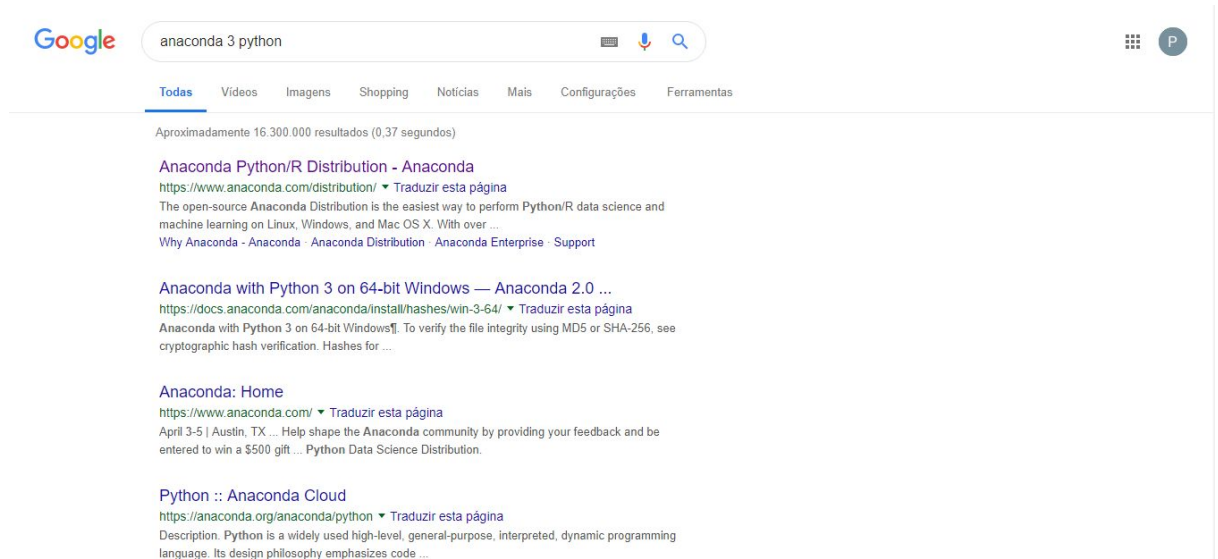 Google
anaconda 3 python
P
Todas Vídeos Imagens Shopping Notícias Mais Configurações Ferramentas
Aproximadamente 16.300.000 resultados (0,37 segundos)
Anaconda Python/R Distribution - Anaconda
https://www.anaconda.com/distribution/ Traduzir esta página
The open-source Anaconda Distribution is the easiest way to perform Python/R data science and
machine learning on Linux, Windows, and Mac OS X. With over ...
Why Anaconda - Anaconda · Anaconda Distribution · Anaconda Enterprise · Support
Anaconda with Python 3 on 64-bit Windows — Anaconda 2.0 ...
https://docs.anaconda.com/anaconda/install/hashes/win-3-64/ Traduzir esta página
Anaconda with Python 3 on 64-bit Windows¶. To verify the file integrity using MD5 or SHA-256, see
cryptographic hash verification. Hashes for ...
Anaconda: Home
https://www.anaconda.com/ Traduzir esta página
April 3-5 | Austin, TX ... Help shape the Anaconda community by providing your feedback and be
entered to win a $500 gift ... Python Data Science Distribution.
Python :: Anaconda Cloud
https://anaconda.org/anaconda/python Traduzir esta página
Description. Python is a widely used high-level, general-purpose, interpreted, dynamic programming
language. Its design philosophy emphasizes code ...